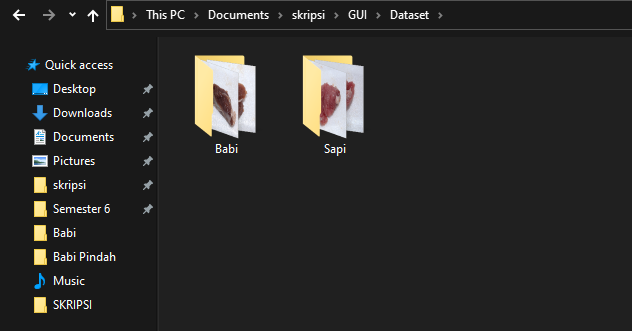 This PC > Documents > skripsi > GUI > Dataset >
Quick access
Desktop
Downloads
Documents
Pictures
skripsi
Semester 6
Babi
Babi Pindah
Music
SKRIPSI
Babi
Sapi